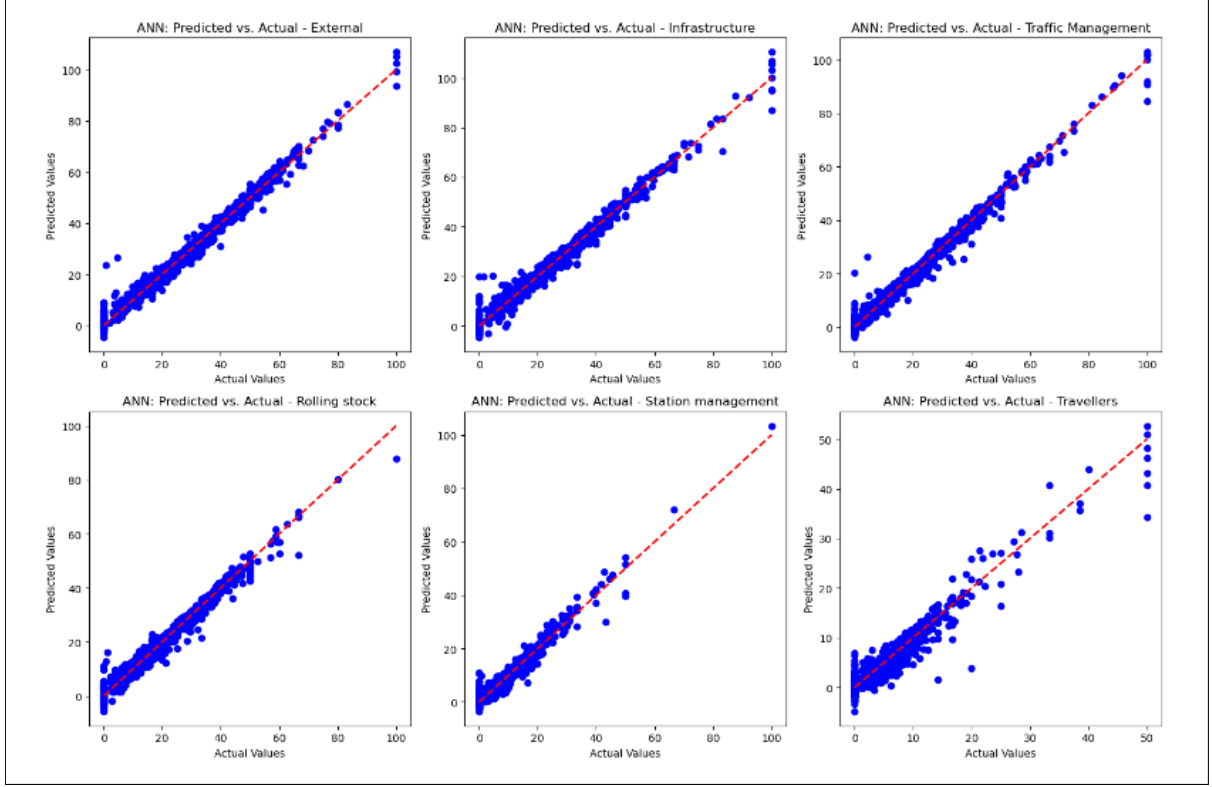 ANN: Predicted vs. Actual - External
100
80
60
40
20
0
Predicted Values
0 20 40 60 80 100
Actual Values
ANN: Predicted vs. Actual - Infrastructure
100
80
60
40
20
0
Predicted Values
0 20 40 60 80 100
Actual Values
ANN: Predicted vs. Actual - Traffic Management
100
80
60
40
20
0
Predicted Values
0 20 40 60 80 100
Actual Values
ANN: Predicted vs. Actual - Rolling stock
100
80
60
40
20
0
Predicted Values
0 20 40 60 80 100
Actual Values
ANN: Predicted vs. Actual - Station management
100
80
60
40
20
0
Predicted Values
0 20 40 60 80 100
Actual Values
ANN: Predicted vs. Actual - Travellers
50
40
30
20
10
0
Predicted Values
0 10 20 30 40 50
Actual Values